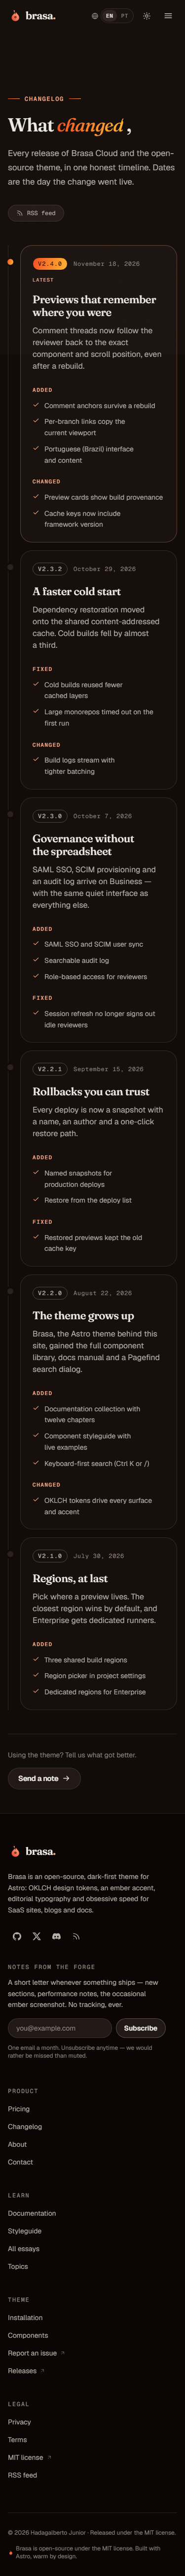 brasa.
EN PT
CHANGELOG
What changed,
Every release of Brasa Cloud and the open-
source theme, in one honest timeline. Dates
are the day the change went live.
RSS feed
V2.4.0 November 18, 2026
LATEST
Previews that remember
where you were
Comment threads now follow the
reviewer back to the exact
component and scroll position, even
after a rebuild.
ADDED
Comment anchors survive a rebuild
Per-branch links copy the
current viewport
Portuguese (Brazil) interface
and content
CHANGED
Preview cards show build provenance
Cache keys now include
framework version
V2.3.2 October 29, 2026
A faster cold start
Dependency restoration moved
onto the shared content-addressed
cache. Cold builds fell by almost
a third.
FIXED
Cold builds reused fewer
cached layers
Large monorepos timed out on the
first run
CHANGED
Build logs stream with
tighter batching
V2.3.0 October 7, 2026
Governance without
the spreadsheet
SAML SSO, SCIM provisioning and
an audit log arrive on Business —
with the same quiet interface as
everything else.
ADDED
SAML SSO and SCIM user sync
Searchable audit log
Role-based access for reviewers
FIXED
Session refresh no longer signs out
idle reviewers
V2.2.1 September 15, 2026
Rollbacks you can trust
Every deploy is now a snapshot with
a name, an author and a one-click
restore path.
ADDED
Named snapshots for
production deploys
Restore from the deploy list
FIXED
Restored previews kept the old
cache key
V2.2.0 August 22, 2026
The theme grows up
Brasa, the Astro theme behind this
site, gained the full component
library, docs manual and a Pagefind
search dialog.
ADDED
Documentation collection with
twelve chapters
Component styleguide with
live examples
Keyboard-first search (Ctrl K or /)
CHANGED
OKLCH tokens drive every surface
and accent
V2.1.0 July 30, 2026
Regions, at last
Pick where a preview lives. The
closest region wins by default, and
Enterprise gets dedicated runners.
ADDED
Three shared build regions
Region picker in project settings
Dedicated regions for Enterprise
Using the theme? Tell us what got better.
Send a note →
brasa.
Brasa is an open-source, dark-first theme for
Astro: OKLCH design tokens, an ember accent,
editorial typography and obsessive speed for
SaaS sites, blogs and docs.
NOTES FROM THE FORGE
A short letter whenever something ships — new
sections, performance notes, the occasional
ember screenshot. No tracking, ever.
you@example.com Subscribe
One email a month. Unsubscribe anytime — we would
rather be missed than muted.
PRODUCT
Pricing
Changelog
About
Contact
LEARN
Documentation
Styleguide
All essays
Topics
THEME
Installation
Components
Report an issue ↗
Releases ↗
LEGAL
Privacy
Terms
MIT license ↗
RSS feed
© 2026 Hadagalberto Junior · Released under the MIT license.
Brasa is open-source under the MIT license. Built with
Astro, warm by design.